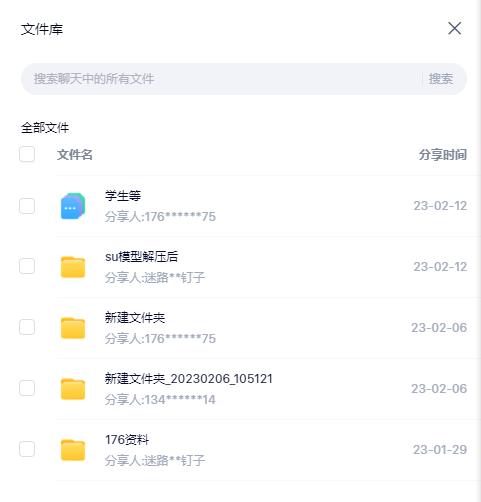 文件库
搜索聊天中的所有文件 搜索
全部文件
文件名 分享时间
学生等
分享人:176******75 23-02-12
su模型解压后
分享人:迷路**钉子 23-02-12
新建文件夹
分享人:176******75 23-02-06
新建文件夹_20230206_105121
分享人:134******14 23-02-06
176资料
分享人:迷路**钉子 23-01-29